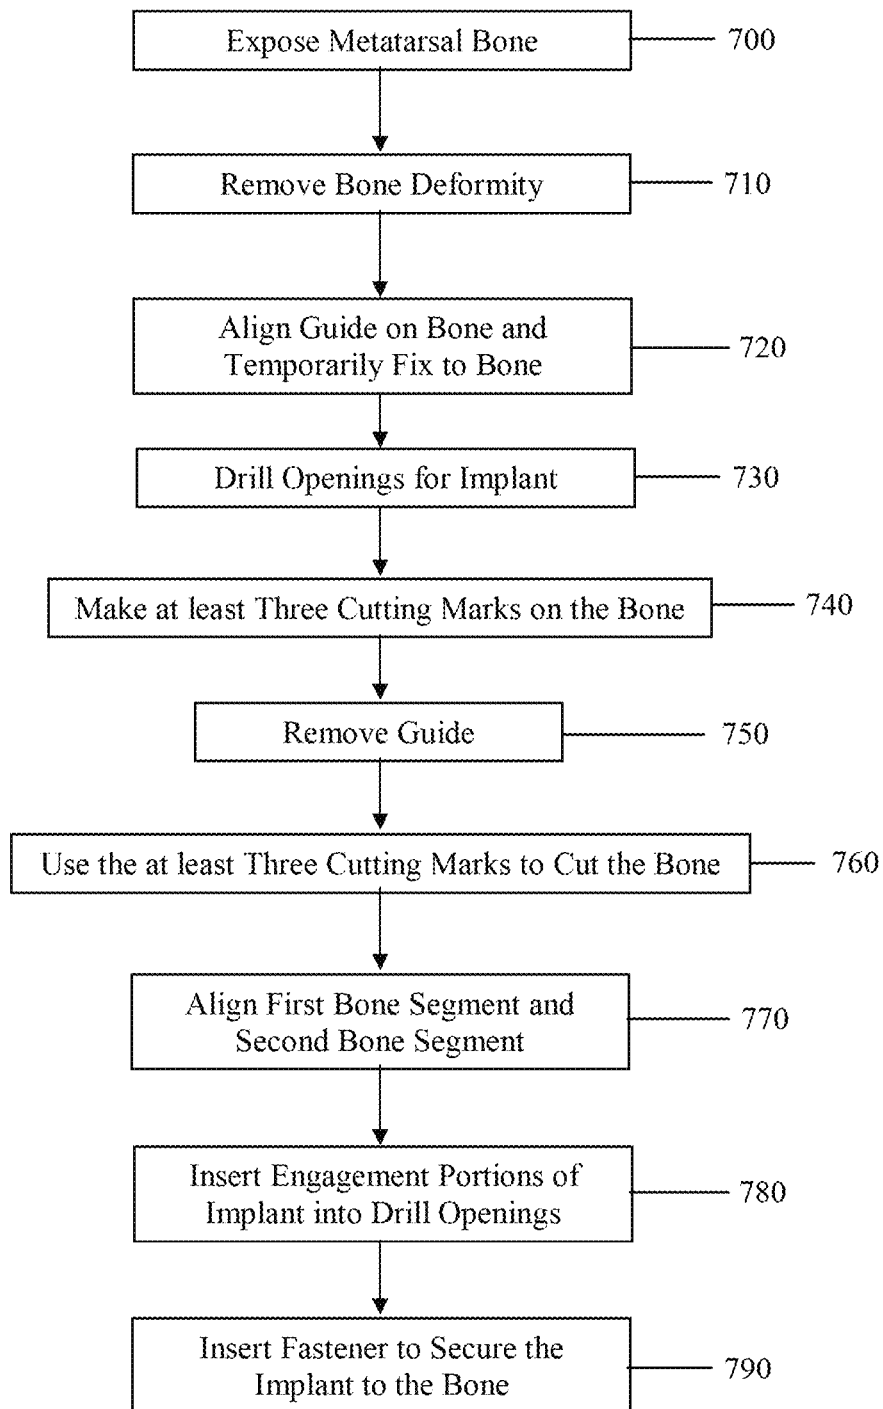 Expose Metatarsal Bone
700
Remove Bone Deformity
710
Align Guide on Bone and
Temporarily Fix to Bone
720
Drill Openings for Implant
730
Make at least Three Cutting Marks on the Bone
740
Remove Guide
750
Use the at least Three Cutting Marks to Cut the Bone
760
Align First Bone Segment and
Second Bone Segment
770
Insert Engagement Portions of
Implant into Drill Openings
780
Insert Fastener to Secure the
Implant to the Bone
790